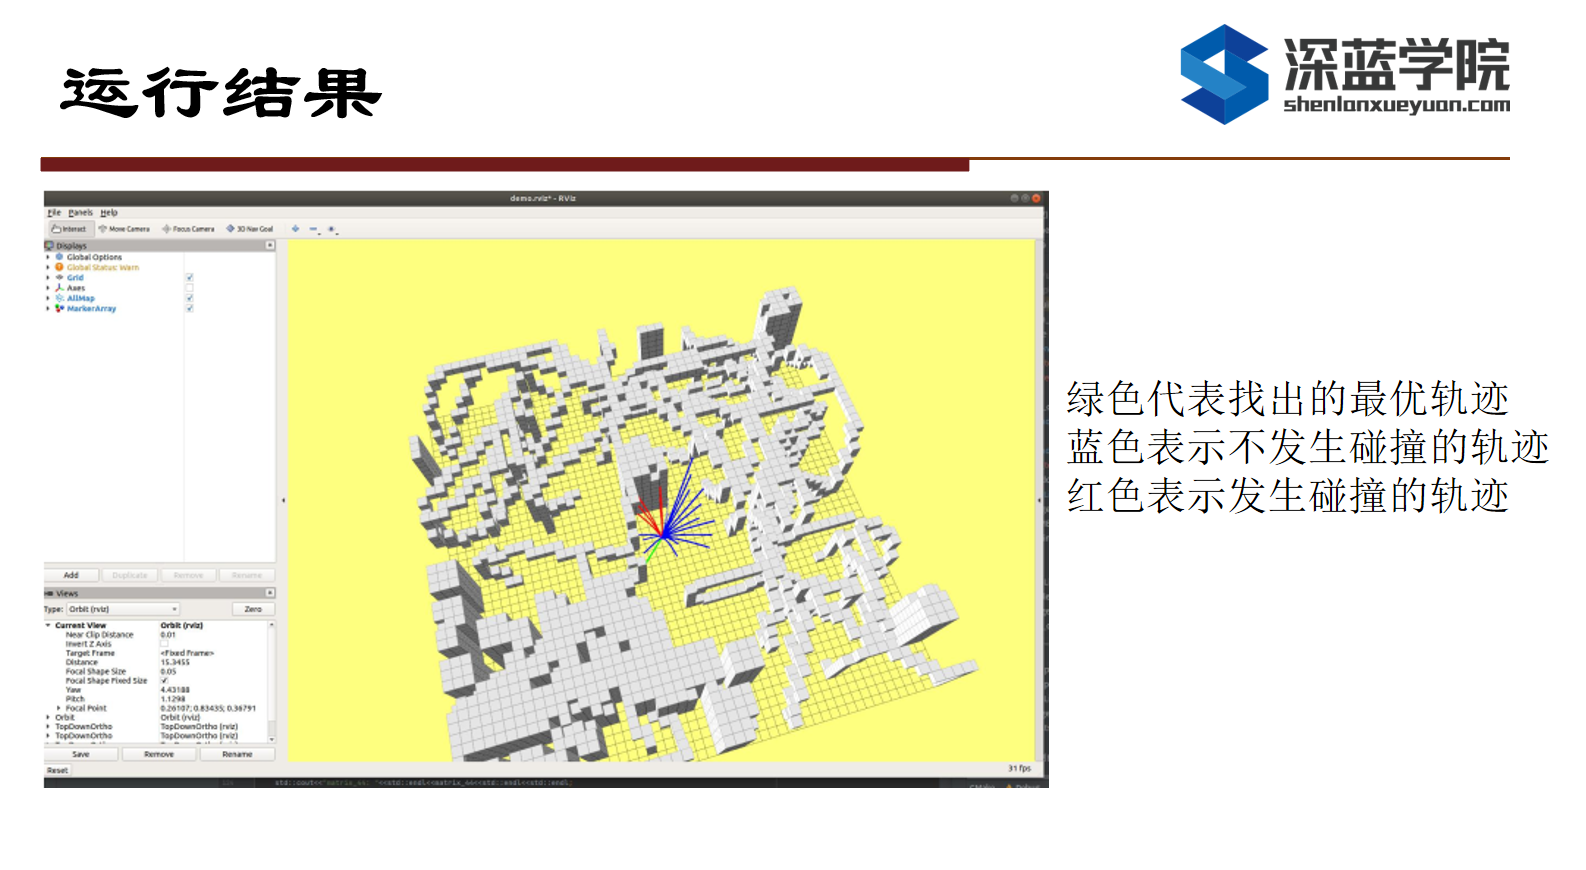 运行结果
深蓝学院
shenlanxueyuan.com
demo.rviz* - RViz
File Panels Help
Interact Move Camera Focus Camera 3D Nav Goal
Displays
Global Options
Global Status: Warn
Grid
Axes
AllMap
MarkerArray
绿色代表找出的最优轨迹
蓝色表示不发生碰撞的轨迹
红色表示发生碰撞的轨迹
Add Duplicate Remove Rename
Views
Type: Orbit (rviz) Zero
Current View Orbit (rviz)
Near Clip Distance 0.01
Invert Z Axis
Target Frame <Fixed Frame>
Distance 15.3455
Focal Shape Size 0.05
Focal Shape Fixed Size
Yaw 4.43188
Pitch 1.1298
Focal Point 0.26107; 0.83435; 0.36791
Orbit Orbit (rviz)
TopDownOrtho TopDownOrtho (rviz)
TopDownOrtho TopDownOrtho (rviz)
Save Remove Rename
Reset
31 fps